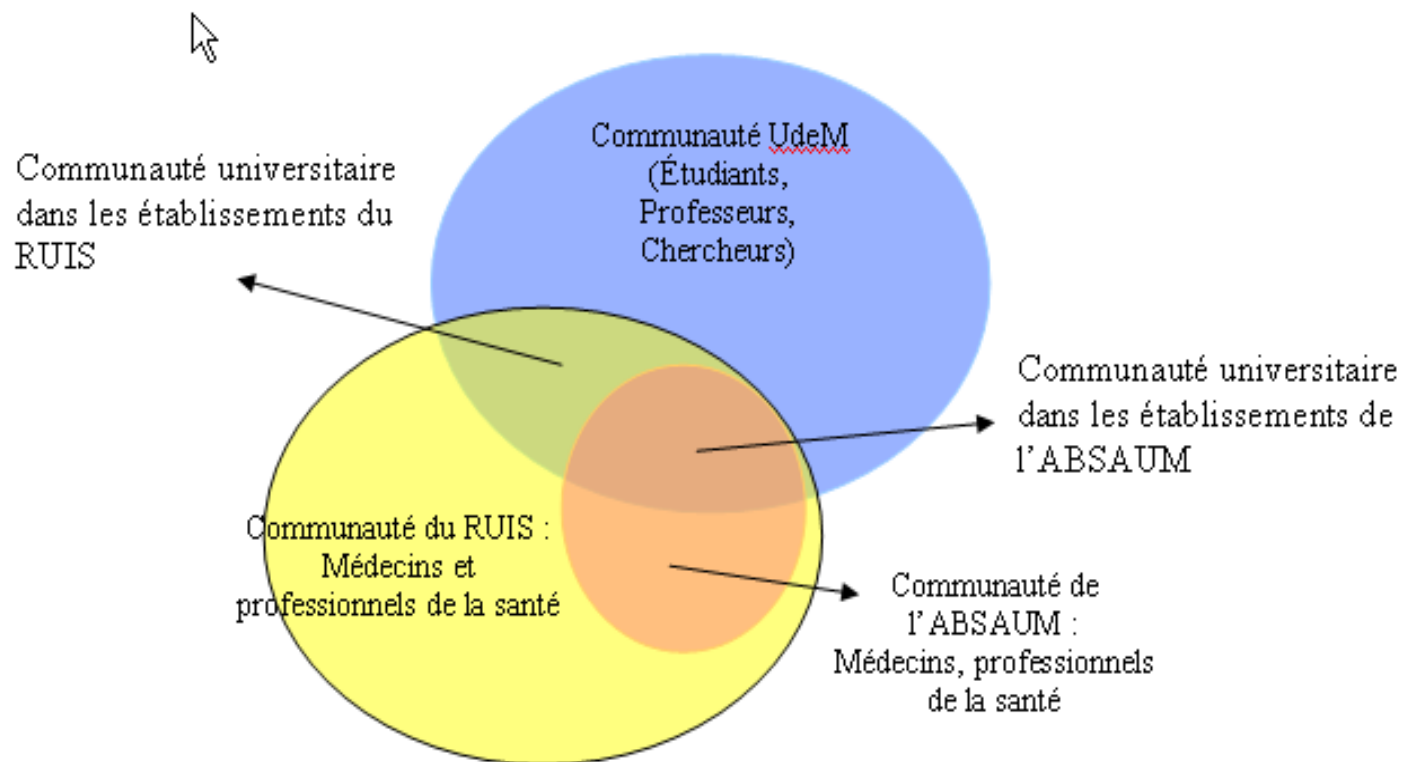 Communauté UdeM
(Étudiants,
Professeurs,
Chercheurs)
Communauté universitaire
dans les établissements du
RUIS
Communauté universitaire
dans les établissements de
l'ABSAUM
Communauté du RUIS :
Médecins et
professionnels de la santé
Communauté de
l'ABSAUM :
Médecins, professionnels
de la santé